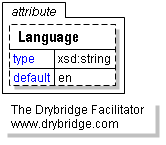 attribute
Language
type xsd:string
default en
The Drybridge Facilitator
www.drybridge.com